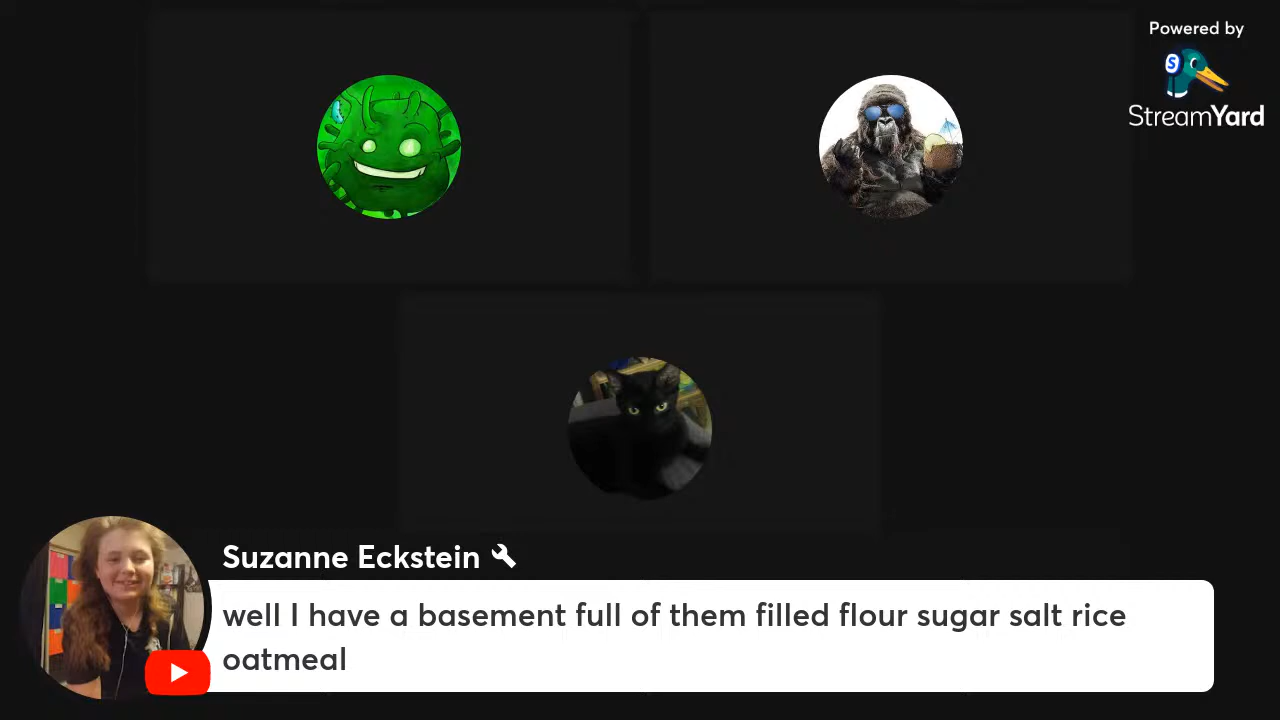 Powered by
StreamYard
Suzanne Eckstein
well I have a basement full of them filled flour sugar salt rice
oatmeal